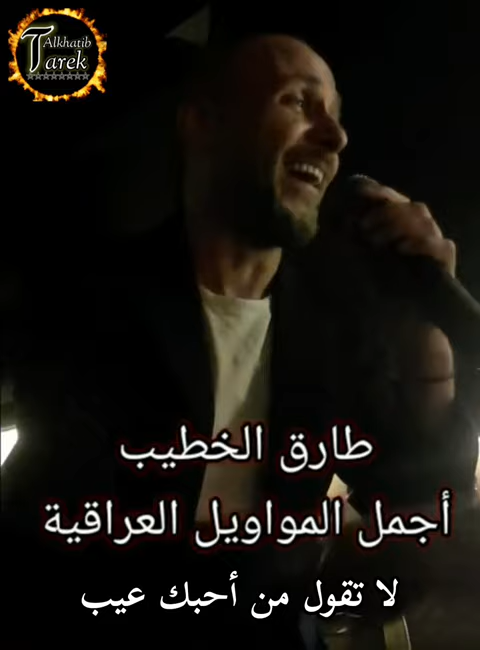 Alkhatib
Tarek
طارق الخطيب
أجمل المواويل العراقية
لا تقول من أحبك عيب